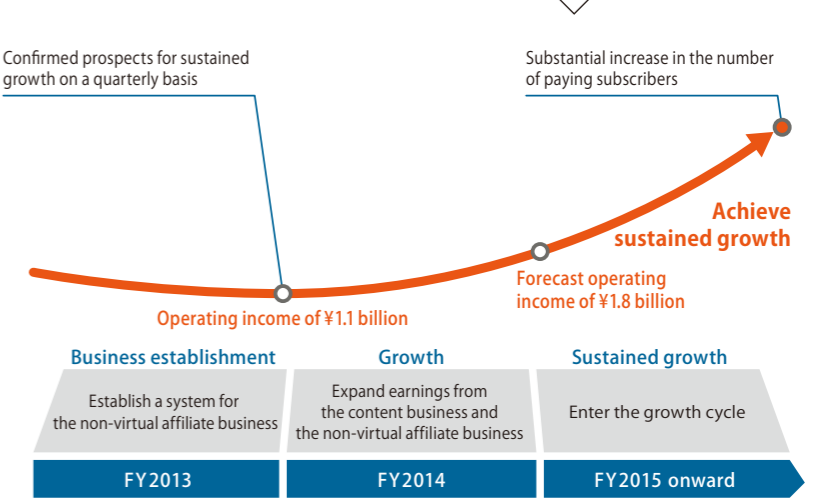 Confirmed prospects for sustained
growth on a quarterly basis
Substantial increase in the number
of paying subscribers
Achieve
sustained growth
Forecast operating
income of ¥1.8 billion
Operating income of ¥1.1 billion
Business establishment
Growth
Sustained growth
Establish a system for
the non-virtual affiliate business
Expand earnings from
the content business and
the non-virtual affiliate business
Enter the growth cycle
FY2013
FY2014
FY2015 onward